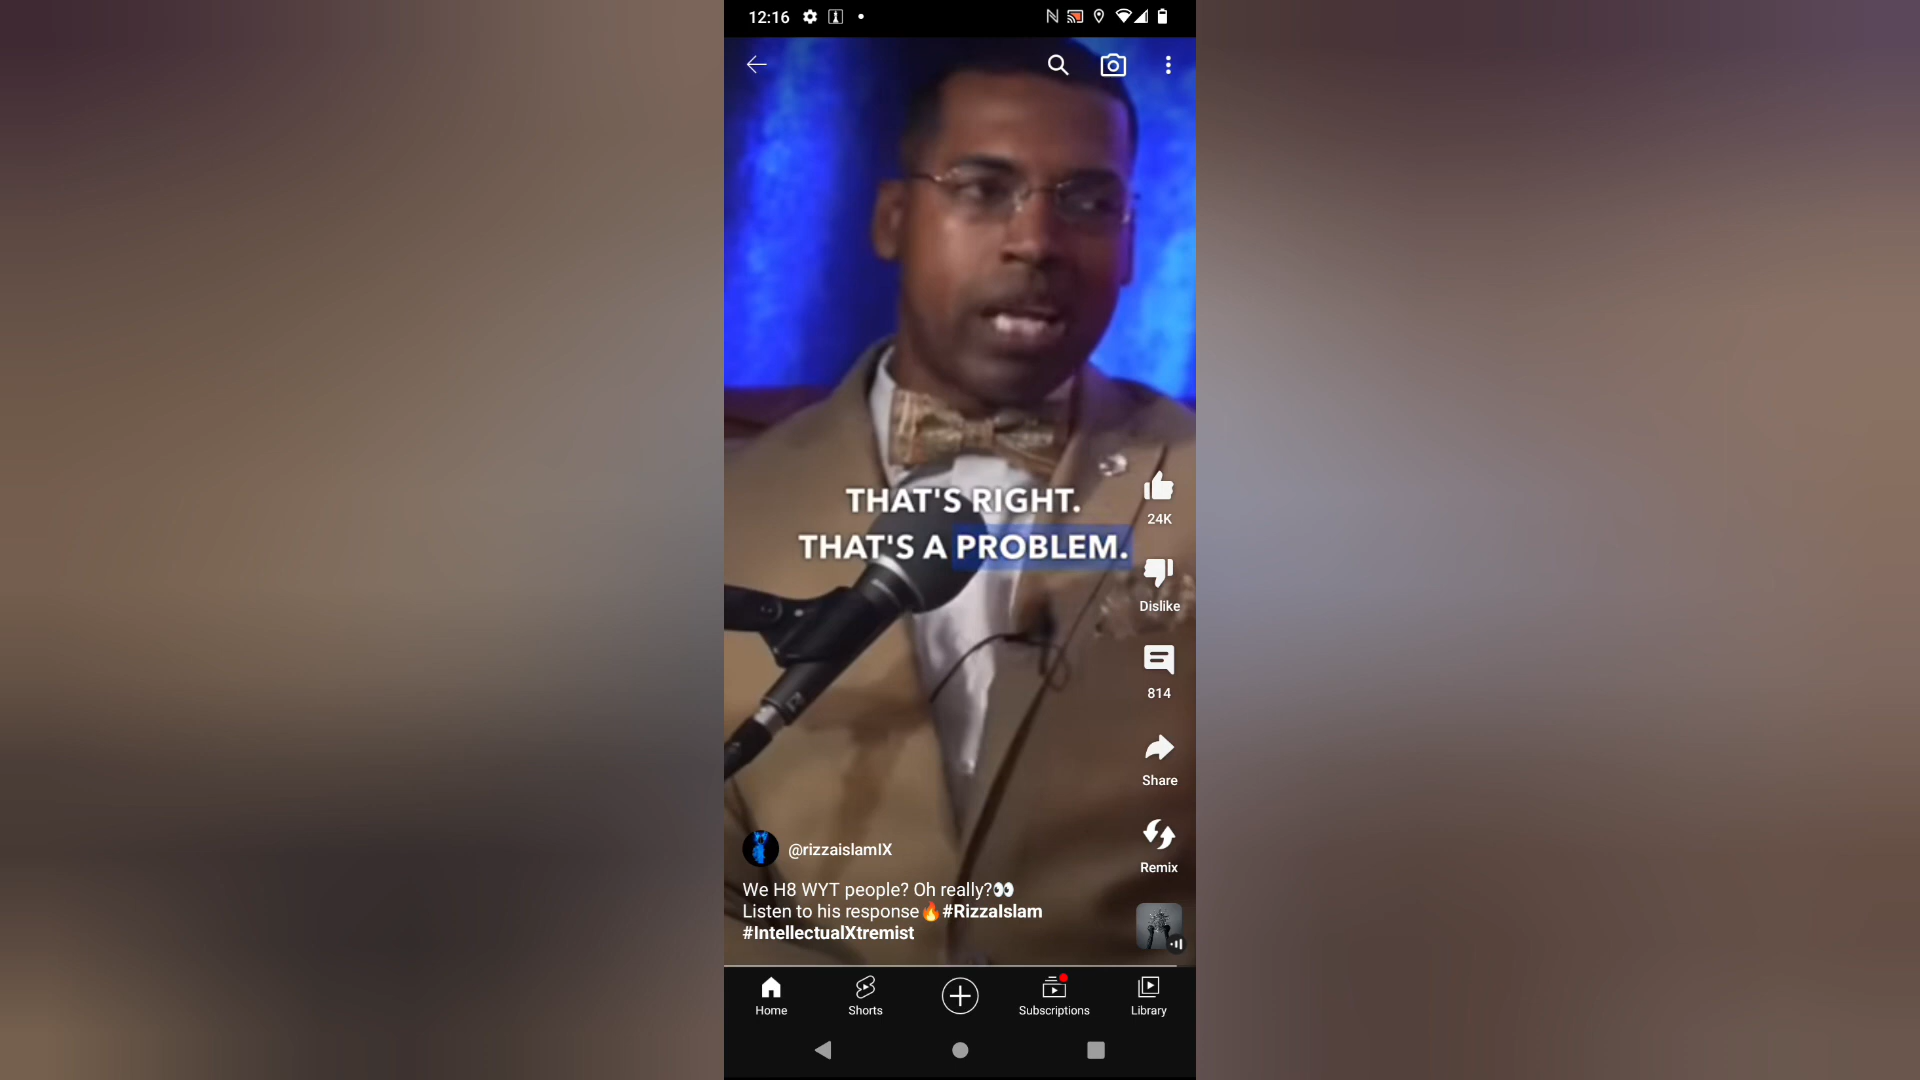 12:16
THAT'S RIGHT.
THAT'S A PROBLEM.
24K
Dislike
814
Share
Remix
@rizzaislamIX
We H8 WYT people? Oh really?👀
Listen to his response🔥#RizzaIslam
#IntellectualXtremist
Home
Shorts
Subscriptions
Library